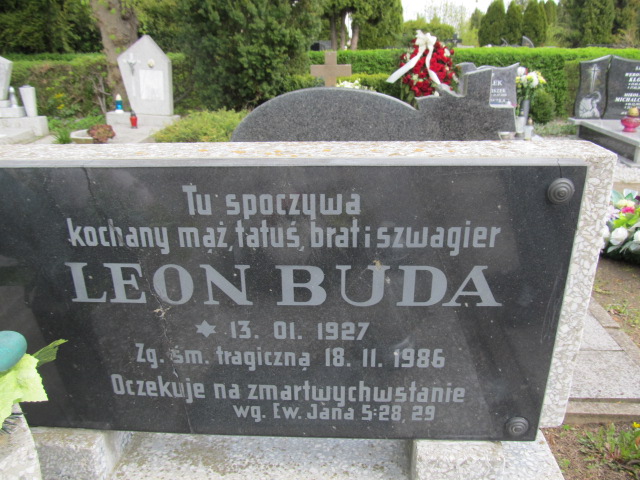 Tu spoczywa
kochany mąż, tatuś, brat i szwagier
LEON BUDA
✶ 13. 01. 1927
Zg. śm. tragiczną 18. 11. 1986
Oczekuje na zmartwychwstanie
wg. Ew. Jana 5:28, 29